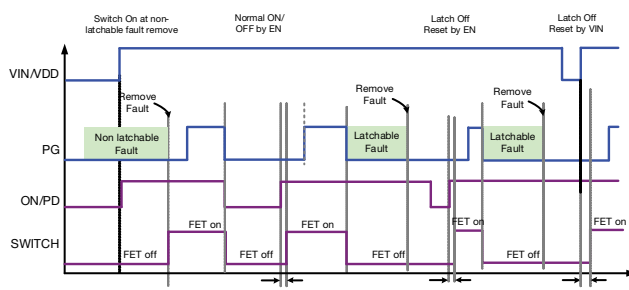 Switch On at non-
latchable fault remove
Normal ON/
OFF by EN
Latch Off
Reset by EN
Latch Off
Reset by VIN
VIN/VDD
Remove
Fault
Remove
Fault
Remove
Fault
Non latchable
Fault
Latchable
Fault
Latchable
Fault
PG
ON/PD
FET on
FET on
FET on
FET on
SWITCH
FET off
FET off
FET off
FET off